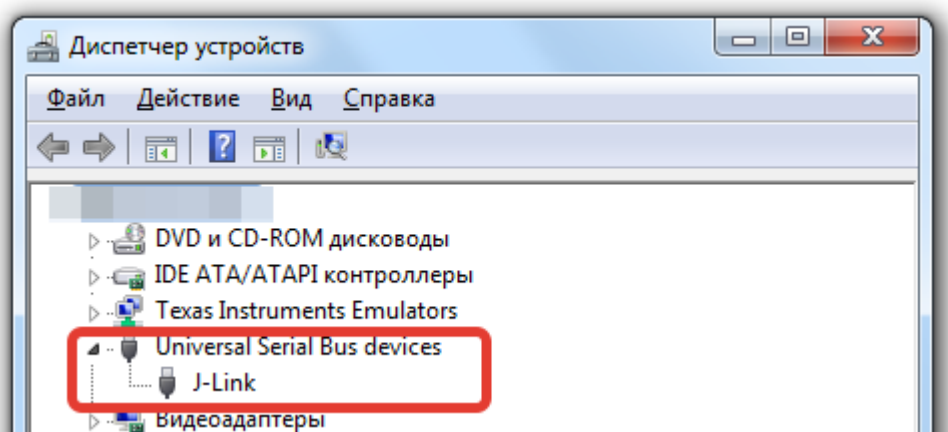 Диспетчер устройств
Файл Действие Вид Справка
DVD и CD-ROM дисководы
IDE ATA/ATAPI контроллеры
Texas Instruments Emulators
Universal Serial Bus devices
J-Link
Видеоадаптеры